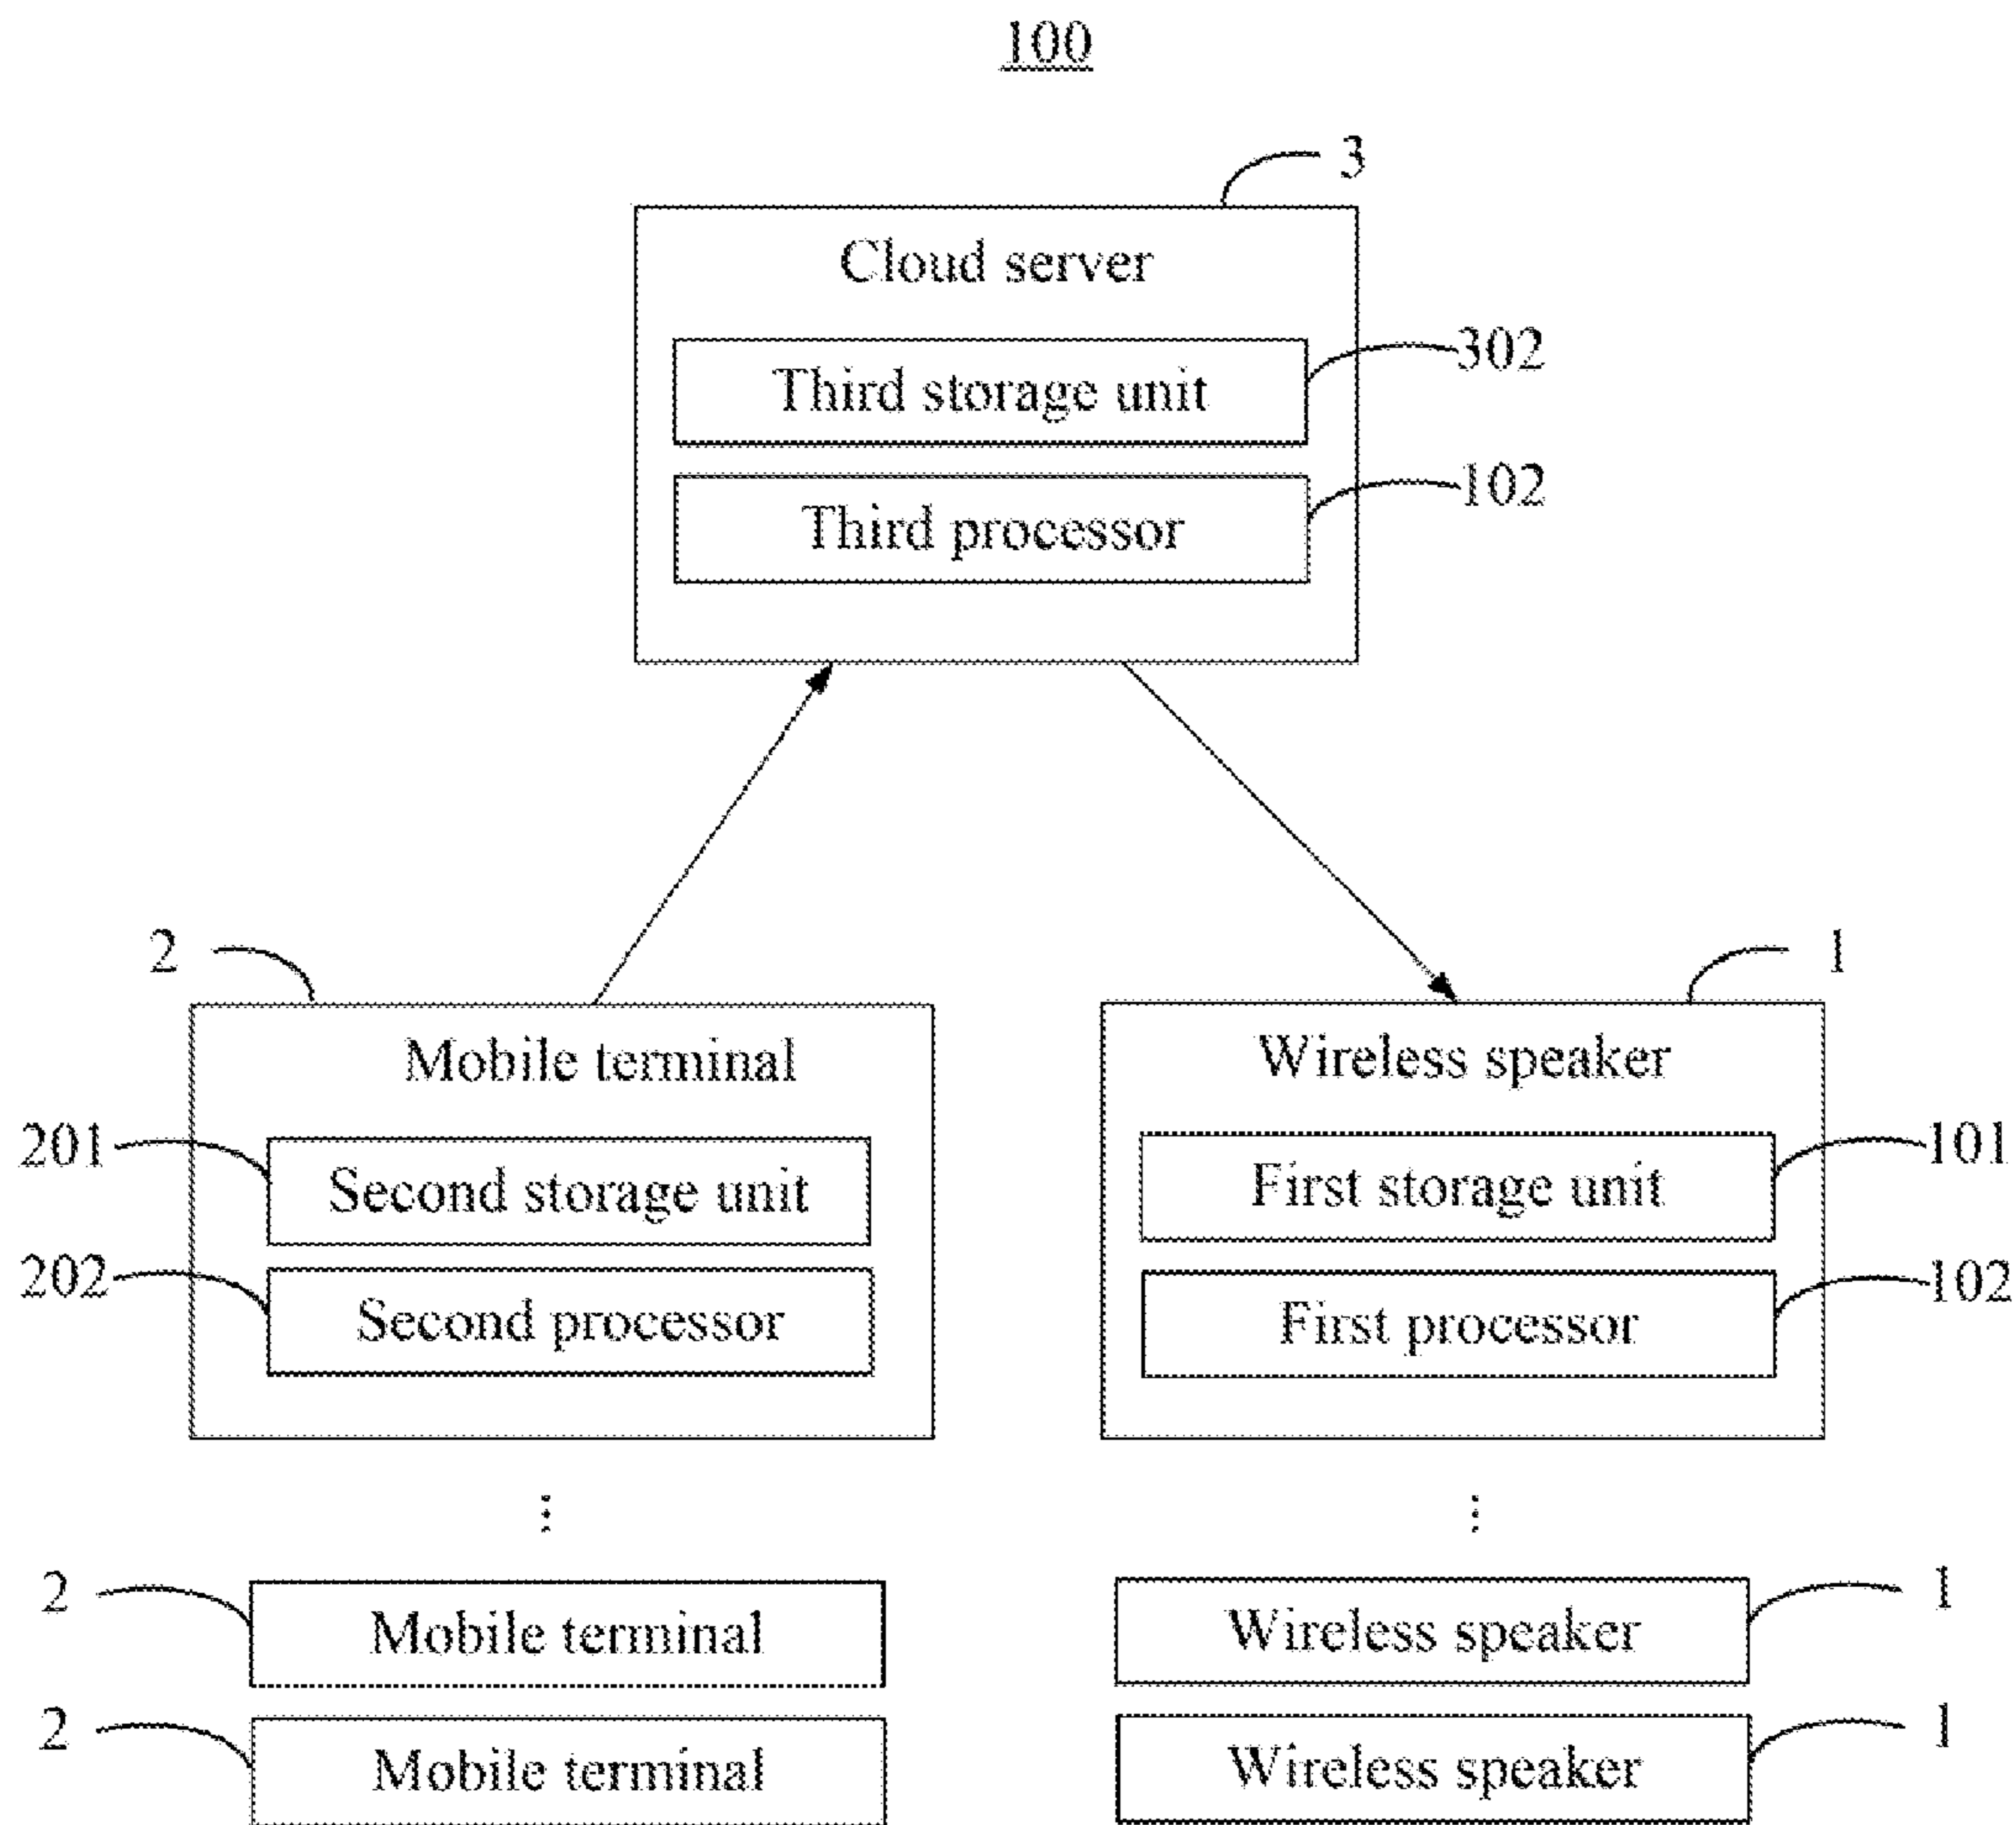 100
3
Cloud server
302
Third storage unit
102
Third processor
2
1
Mobile terminal
Wireless speaker
201
Second storage unit
First storage unit
101
202
Second processor
First processor
102
2
Mobile terminal
Wireless speaker
1
2
Mobile terminal
Wireless speaker
1